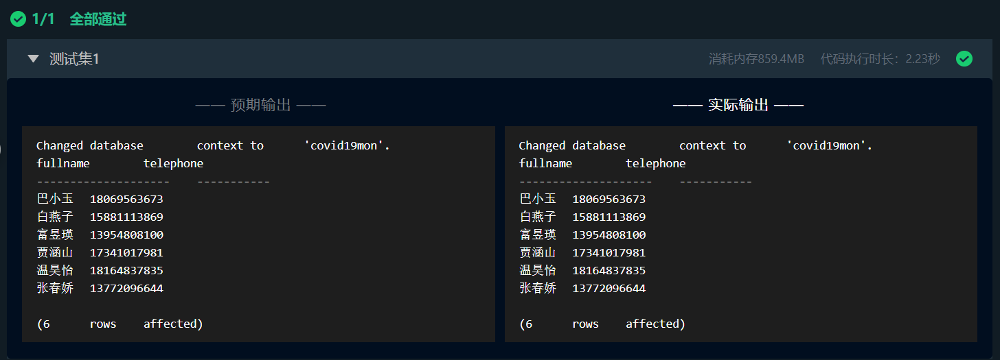 1/1 全部通过
测试集1 消耗内存859.4MB 代码执行时长：2.23秒
—— 预期输出 ——
Changed database context to 'covid19mon'.
fullname telephone
-------------------- -----------
巴小玉 18069563673
白燕子 15881113869
富昱瑛 13954808100
贾涵山 17341017981
温昊怡 18164837835
张春娇 13772096644
(6 rows affected)
—— 实际输出 ——
Changed database context to 'covid19mon'.
fullname telephone
-------------------- -----------
巴小玉 18069563673
白燕子 15881113869
富昱瑛 13954808100
贾涵山 17341017981
温昊怡 18164837835
张春娇 13772096644
(6 rows affected)